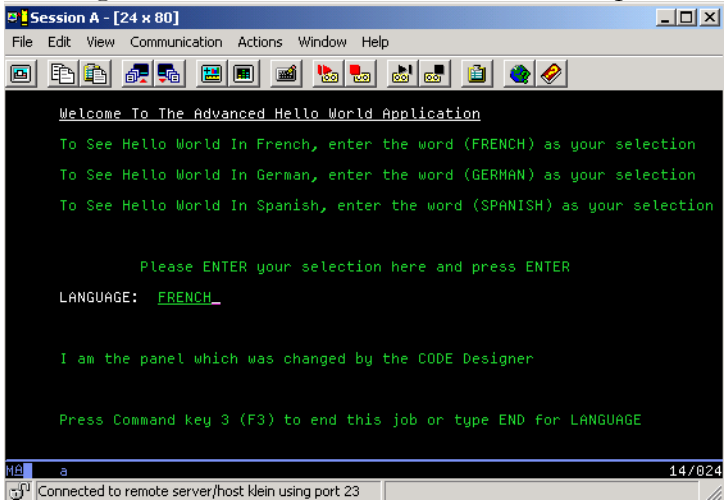 Session A - [24 x 80]
File Edit View Communication Actions Window Help
Welcome To The Advanced Hello World Application
To See Hello World In French, enter the word (FRENCH) as your selection
To See Hello World In German, enter the word (GERMAN) as your selection
To See Hello World In Spanish, enter the word (SPANISH) as your selection
Please ENTER your selection here and press ENTER
LANGUAGE: FRENCH_
I am the panel which was changed by the CODE Designer
Press Command key 3 (F3) to end this job or type END for LANGUAGE
MA a 14/024
Connected to remote server/host klein using port 23